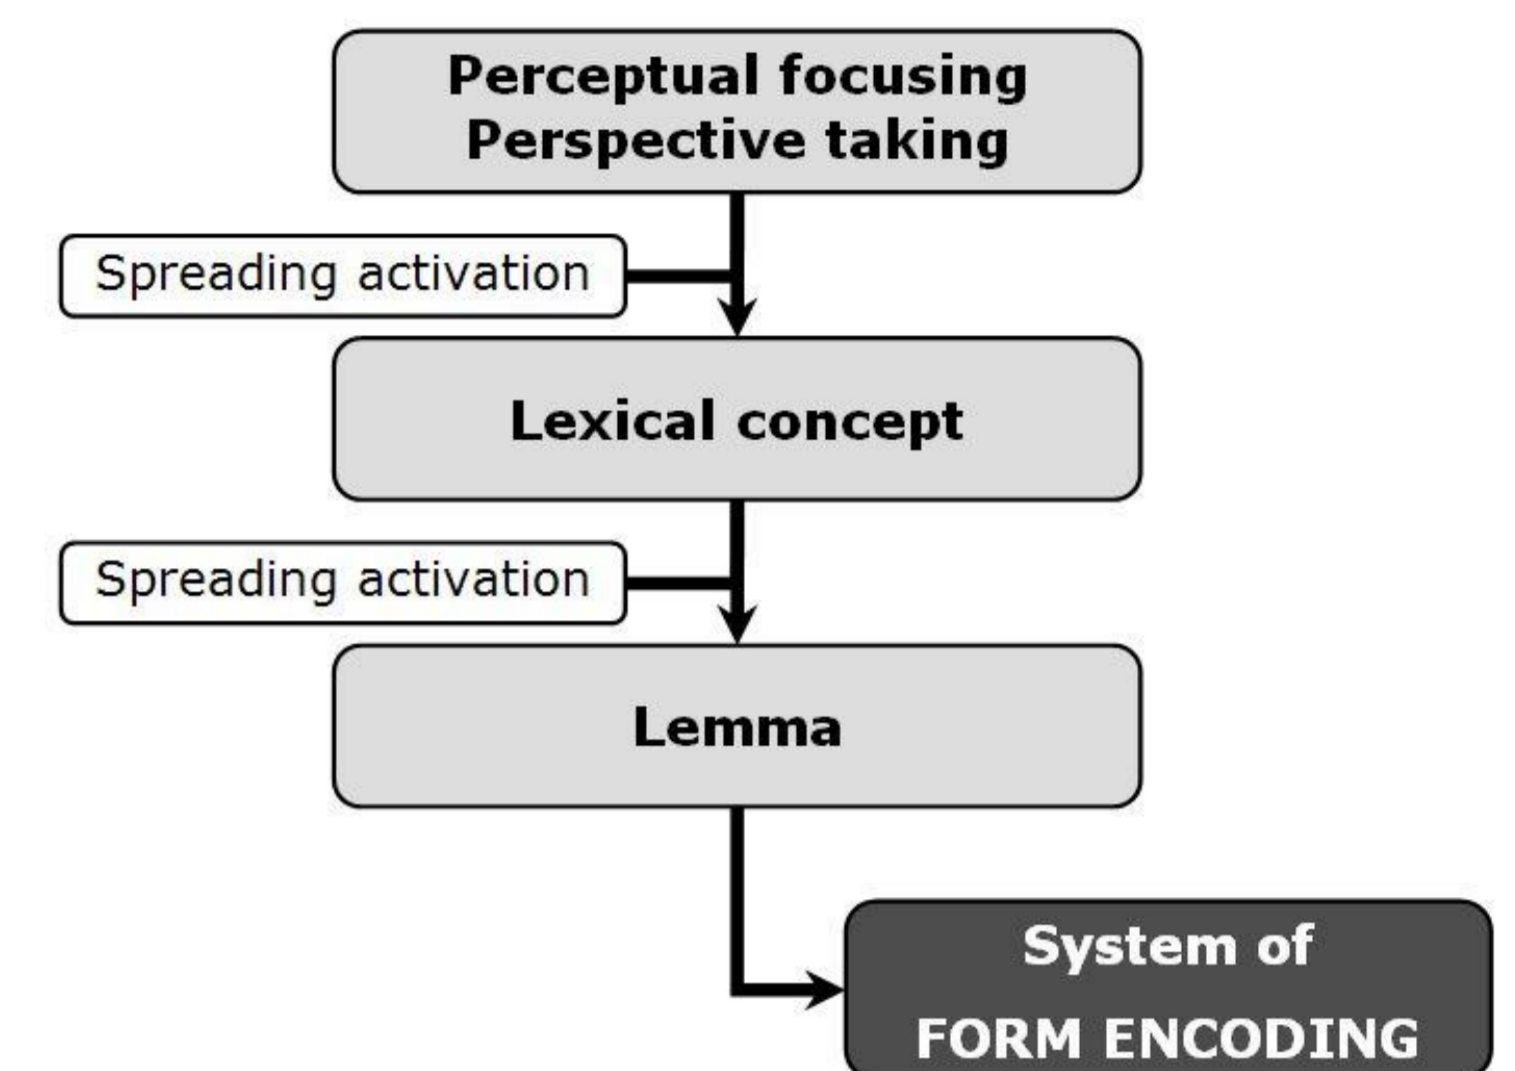 Perceptual focusing
Perspective taking
Spreading activation
Lexical concept
Spreading activation
Lemma
System of
FORM ENCODING